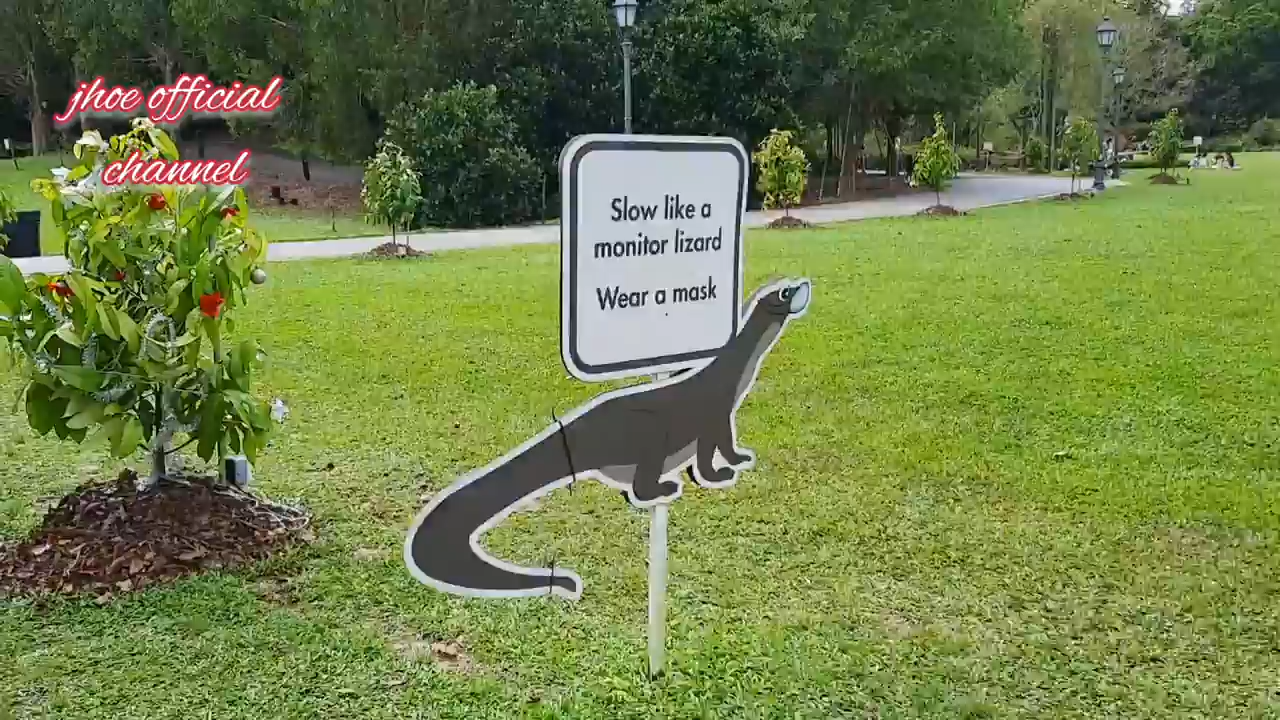 jhoe official
channel
Slow like a
monitor lizard
Wear a mask